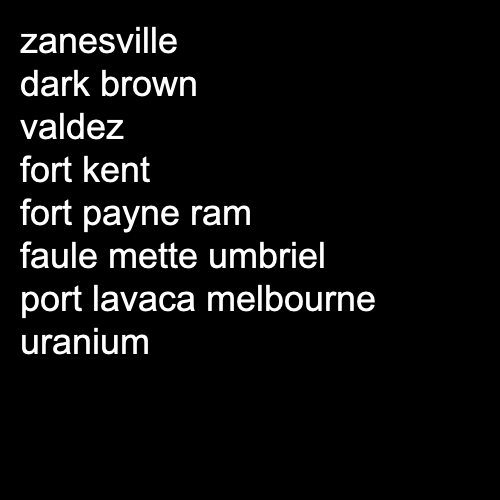 zanesville
dark brown
valdez
fort kent
fort payne ram
faule mette umbriel
port lavaca melbourne
uranium